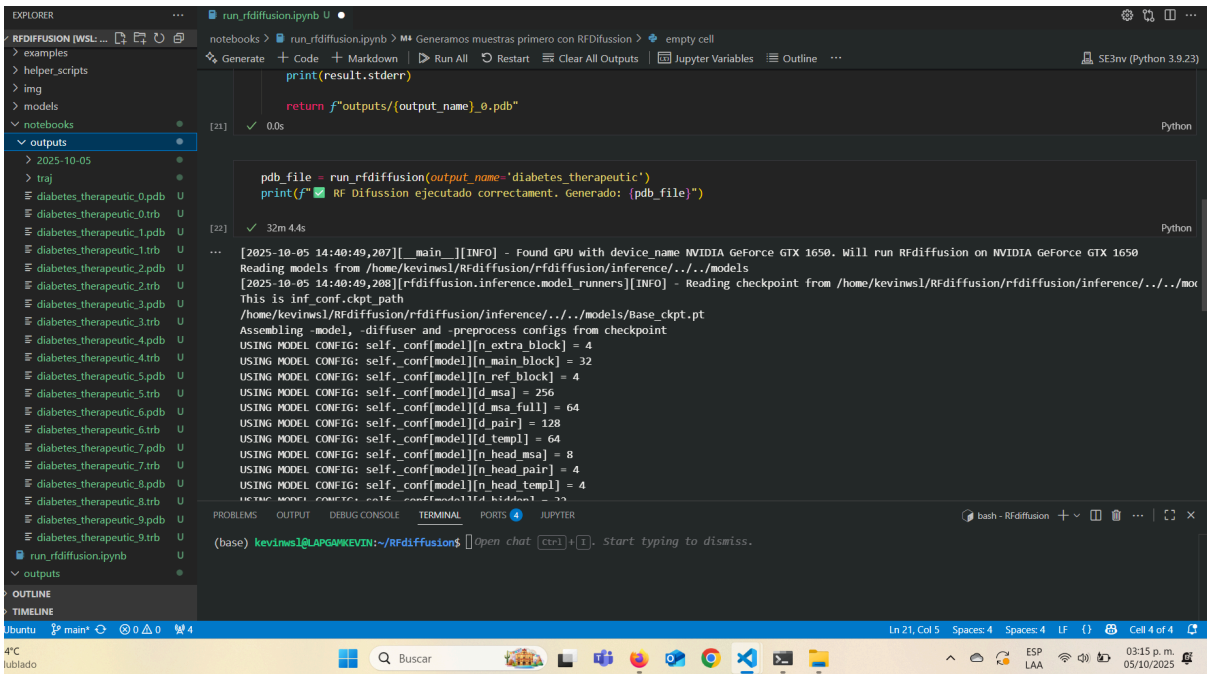 EXPLORER
RFDIFFUSION [WSL: ...
examples
helper_scripts
img
models
notebooks
outputs
2025-10-05
traj
diabetes_therapeutic_0.pdb U
diabetes_therapeutic_0.trb U
diabetes_therapeutic_1.pdb U
diabetes_therapeutic_1.trb U
diabetes_therapeutic_2.pdb U
diabetes_therapeutic_2.trb U
diabetes_therapeutic_3.pdb U
diabetes_therapeutic_3.trb U
diabetes_therapeutic_4.pdb U
diabetes_therapeutic_4.trb U
diabetes_therapeutic_5.pdb U
diabetes_therapeutic_5.trb U
diabetes_therapeutic_6.pdb U
diabetes_therapeutic_6.trb U
diabetes_therapeutic_7.pdb U
diabetes_therapeutic_7.trb U
diabetes_therapeutic_8.pdb U
diabetes_therapeutic_8.trb U
diabetes_therapeutic_9.pdb U
diabetes_therapeutic_9.trb U
run_rfdiffusion.ipynb U
outputs
OUTLINE
TIMELINE
run_rfdiffusion.ipynb U
notebooks > run_rfdiffusion.ipynb > M↓ Generamos muestras primero con RFDifussion > empty cell
Generate + Code + Markdown | Run All Restart Clear All Outputs | Jupyter Variables Outline ... SE3nv (Python 3.9.23)
print(result.stderr)
return f"outputs/{output_name}_0.pdb"
[21] ✓ 0.0s Python
pdb_file = run_rfdiffusion(output_name='diabetes_therapeutic')
print(f"✅ RF Difussion ejecutado correctament. Generado: {pdb_file}")
[22] ✓ 32m 4.4s Python
[2025-10-05 14:40:49,207][__main__][INFO] - Found GPU with device_name NVIDIA GeForce GTX 1650. Will run RFdiffusion on NVIDIA GeForce GTX 1650
Reading models from /home/kevinwsl/RFdiffusion/rfdiffusion/inference/../../models
[2025-10-05 14:40:49,208][rfdiffusion.inference.model_runners][INFO] - Reading checkpoint from /home/kevinwsl/RFdiffusion/rfdiffusion/inference/../../mod
This is inf_conf.ckpt_path
/home/kevinwsl/RFdiffusion/rfdiffusion/inference/../../models/Base_ckpt.pt
Assembling -model, -diffuser and -preprocess configs from checkpoint
USING MODEL CONFIG: self._conf[model][n_extra_block] = 4
USING MODEL CONFIG: self._conf[model][n_main_block] = 32
USING MODEL CONFIG: self._conf[model][n_ref_block] = 4
USING MODEL CONFIG: self._conf[model][d_msa] = 256
USING MODEL CONFIG: self._conf[model][d_msa_full] = 64
USING MODEL CONFIG: self._conf[model][d_pair] = 128
USING MODEL CONFIG: self._conf[model][d_templ] = 64
USING MODEL CONFIG: self._conf[model][n_head_msa] = 8
USING MODEL CONFIG: self._conf[model][n_head_pair] = 4
USING MODEL CONFIG: self._conf[model][n_head_templ] = 4
USING MODEL CONFIG: self._conf[model][d_hidden] = 32
PROBLEMS OUTPUT DEBUG CONSOLE TERMINAL PORTS 4 JUPYTER bash - RFdiffusion
(base) kevinwsl@LAPGAMKEVIN:~/RFdiffusion$ Open chat Ctrl+I. Start typing to dismiss.
Ubuntu main* 0 0 4 Ln 21, Col 5 Spaces: 4 Spaces: 4 LF {} Cell 4 of 4
4°C
Buscar
ESP
LAA
03:15 p. m.
05/10/2025